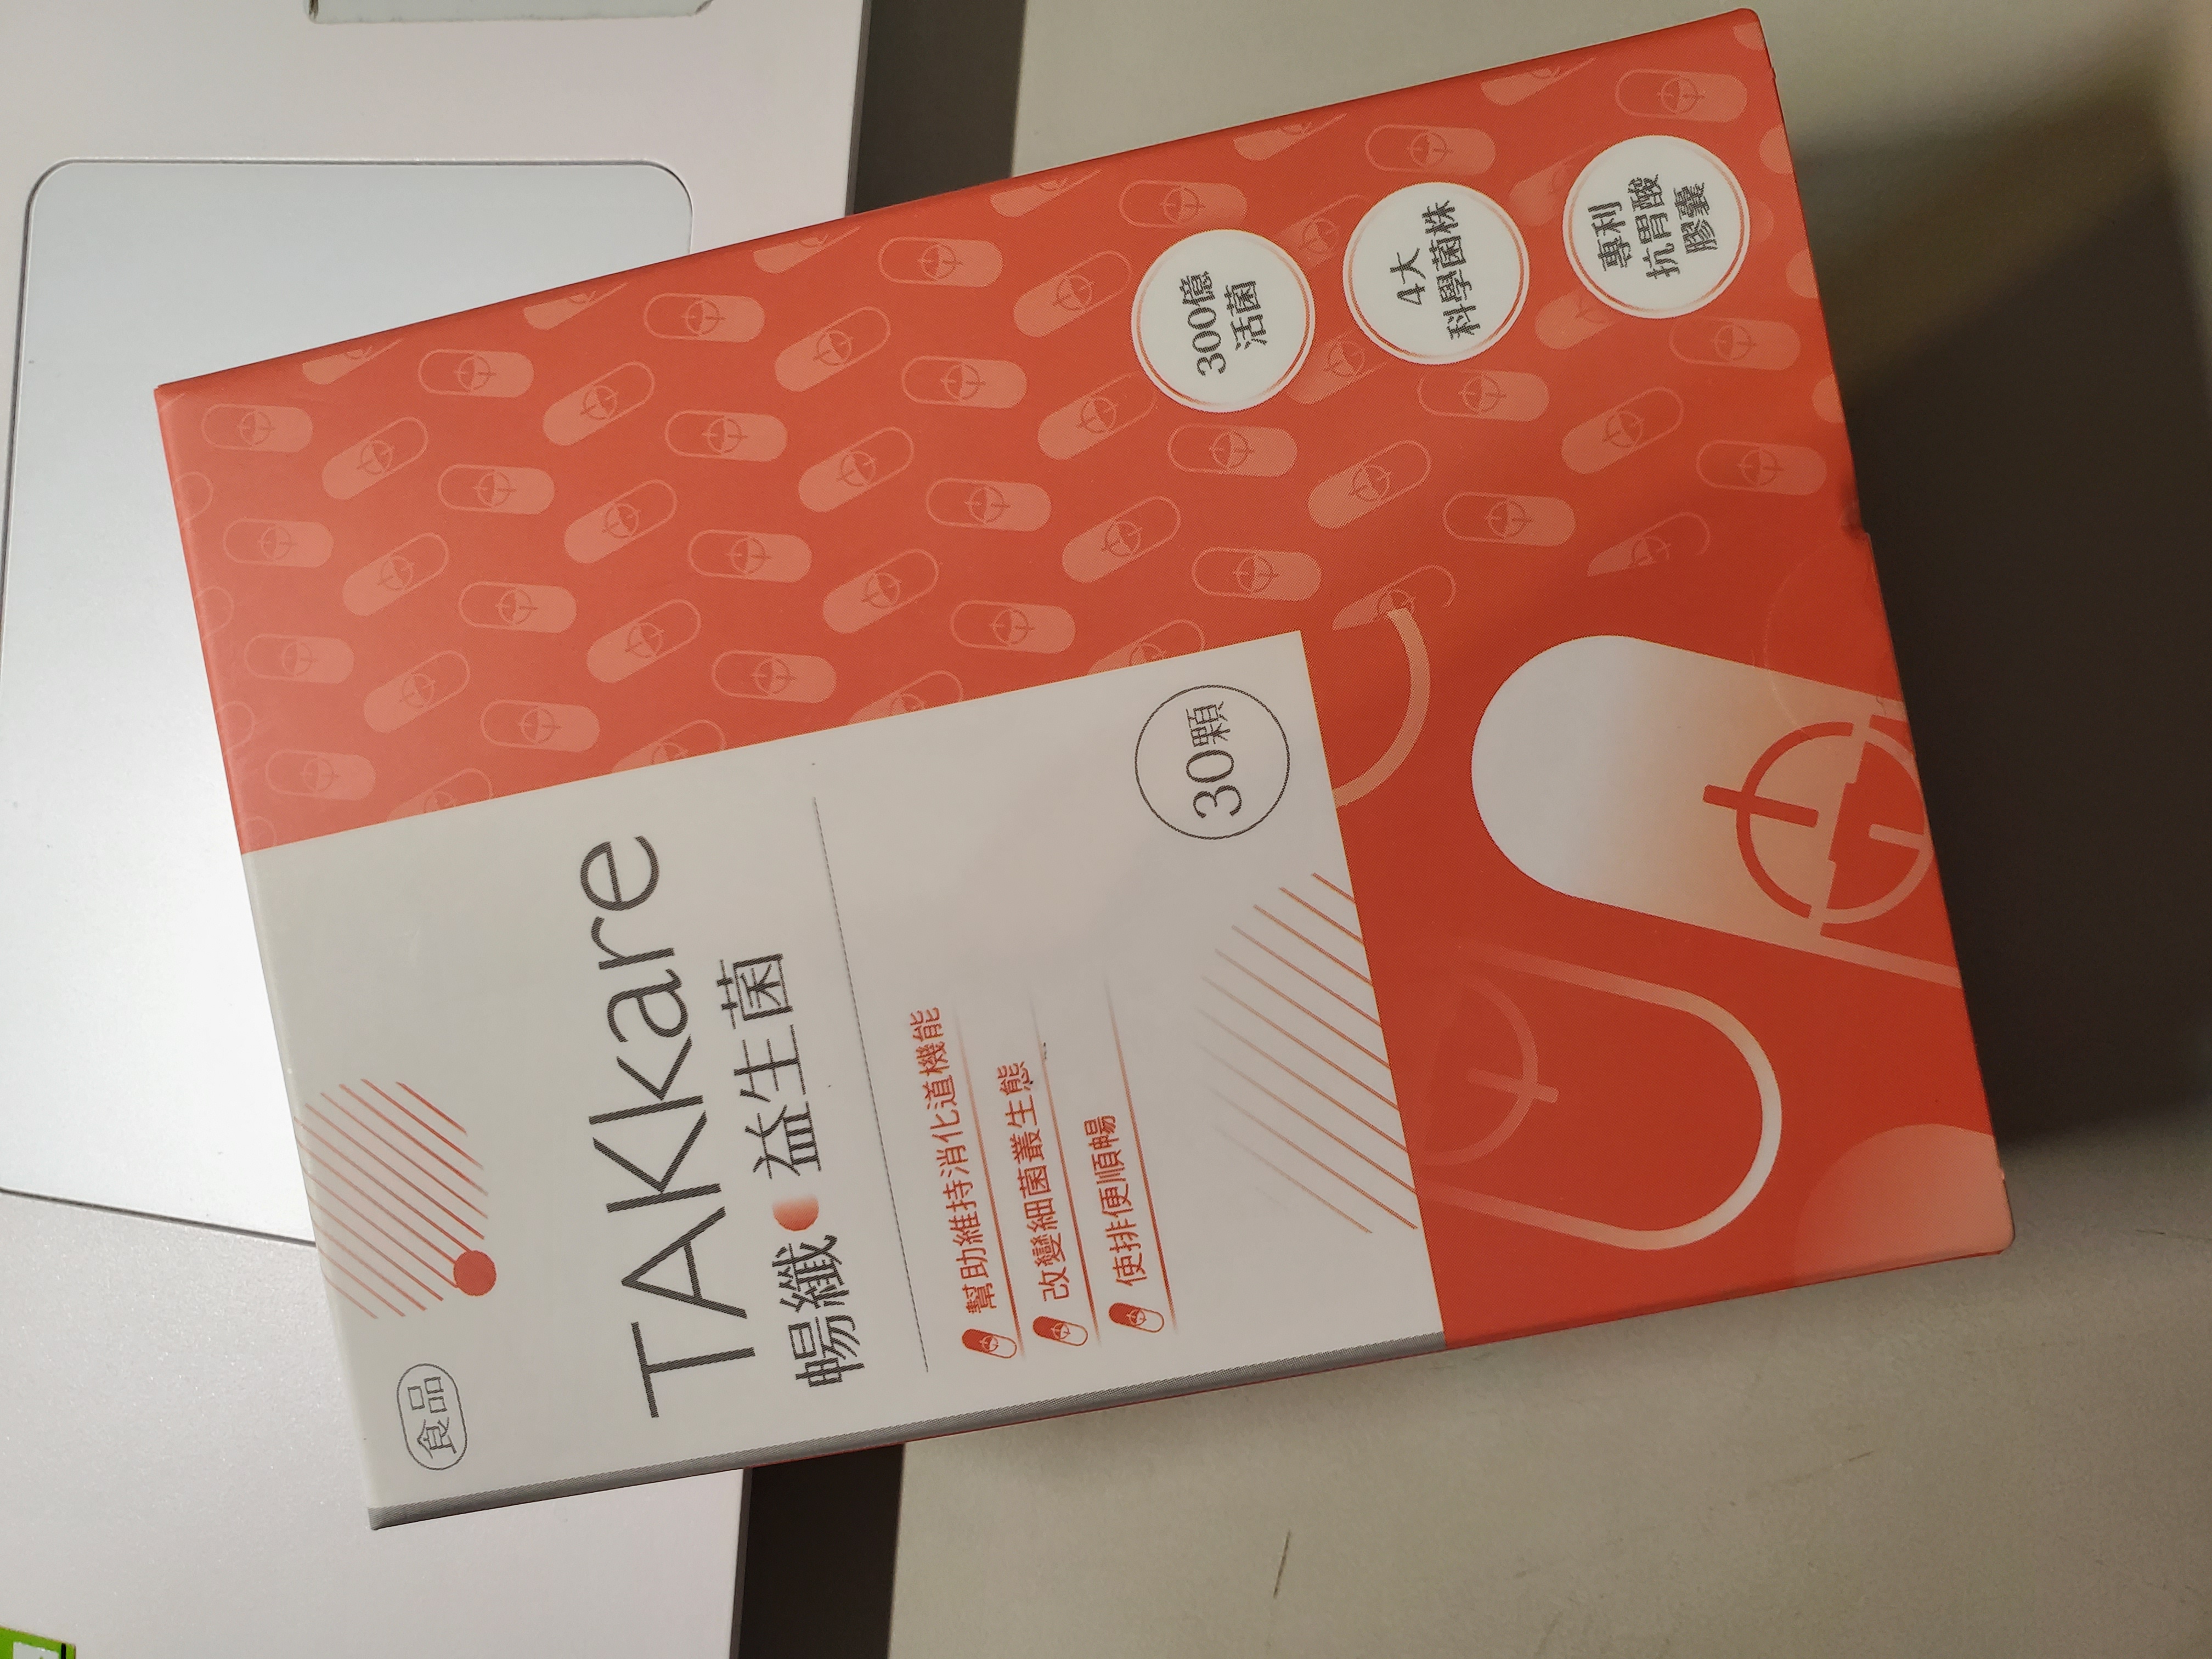 食品
TAKkare
暢纖 益生菌
幫助維持消化道機能
改變細菌叢生態
使排便順暢
30顆
300億
活菌
4大
科學菌株
專利
抗胃酸
膠囊